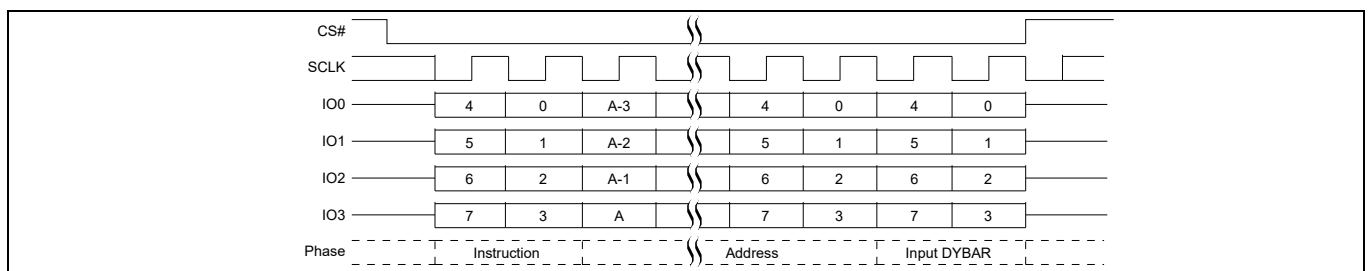 CS#
SCLK
IO0 4 0 A-3 4 0 4 0
IO1 5 1 A-2 5 1 5 1
IO2 6 2 A-1 6 2 6 2
IO3 7 3 A 7 3 7 3
Phase Instruction Address Input DYBAR